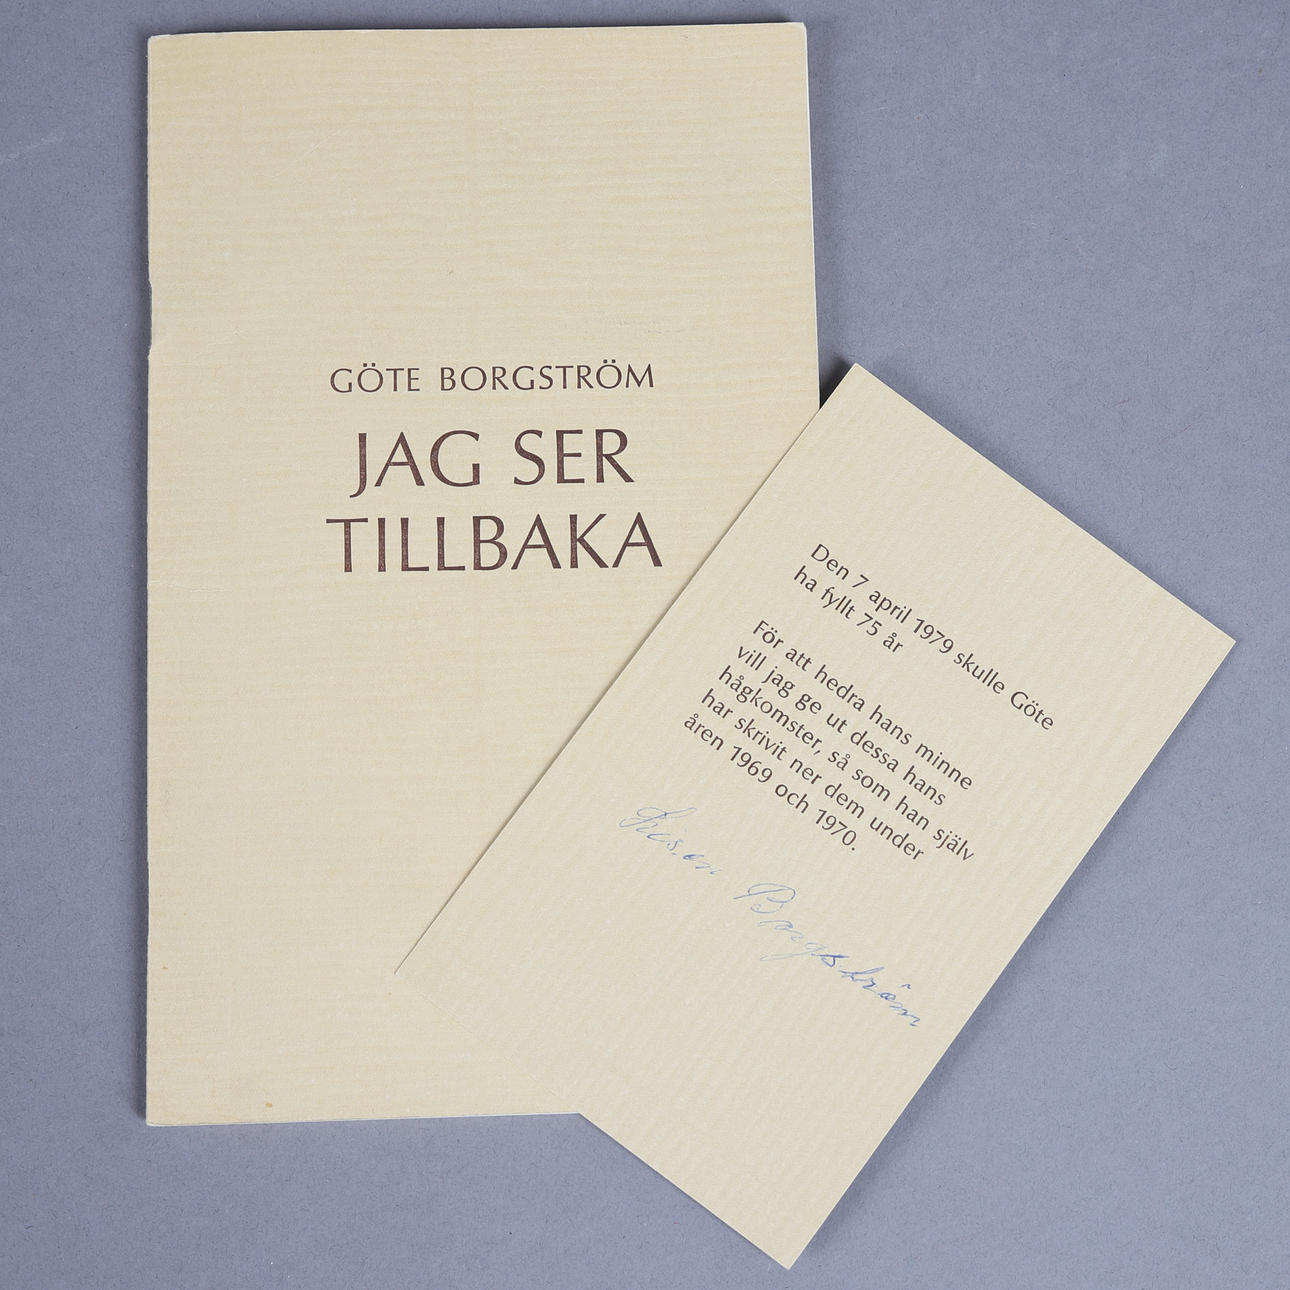 GÖTE BORGSTRÖM
JAG SER
TILLBAKA
Den 7 april 1979 skulle Göte
ha fyllt 75 år
För att hedra hans minne
vill jag ge ut dessa hans
hågkomster, så som han själv
har skrivit ner dem under
åren 1969 och 1970.
Borgström